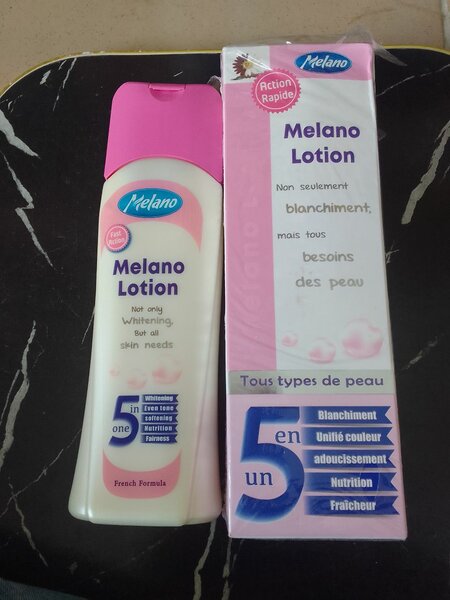 Melano
Fast
Action
Melano
Lotion
Not only
Whitening,
But all
skin needs
5 in
one
Whitening
Even tone
softening
Nutrition
Fairness
French Formula
Melano
Action
Rapide
Melano
Lotion
Non seulement
blanchiment,
mais tous
besoins
des peau
Tous types de peau
5 en
un
Blanchiment
Unifié couleur
adoucissement
Nutrition
Fraîcheur